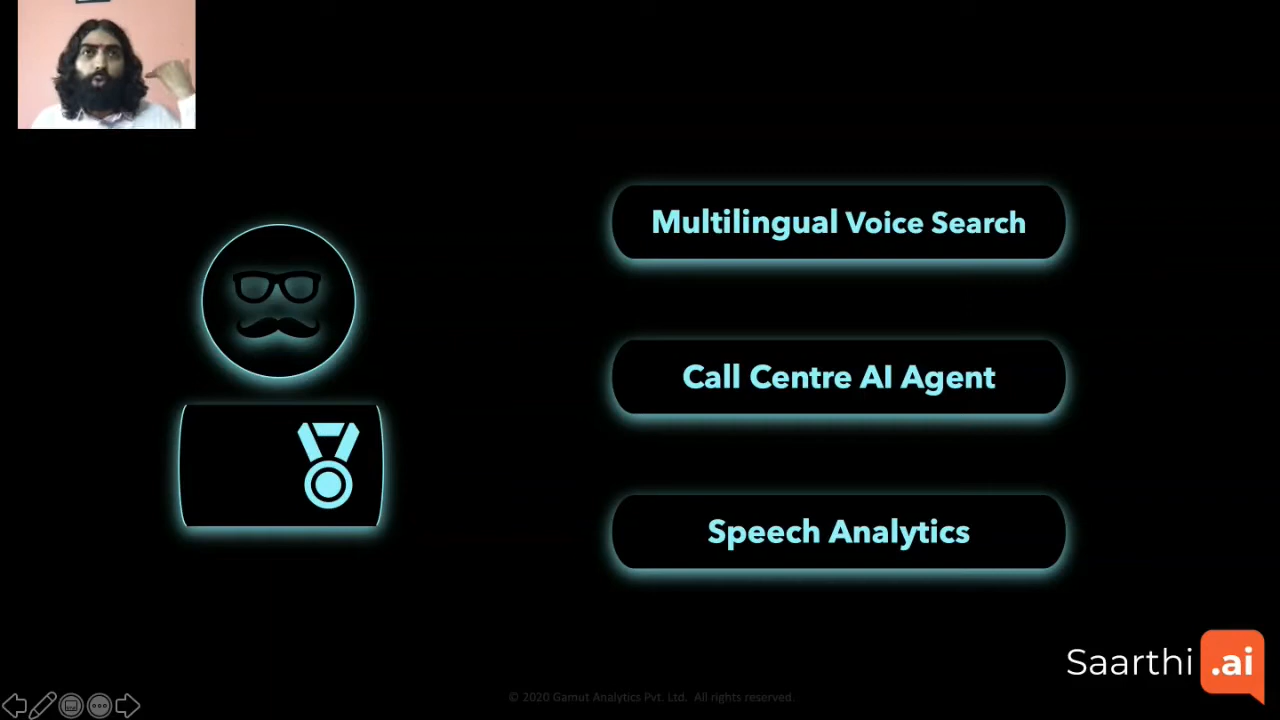 Multilingual Voice Search
Call Centre AI Agent
Speech Analytics
Saarthi .ai
© 2020 Gamut Analytics Pvt. Ltd. All rights reserved.